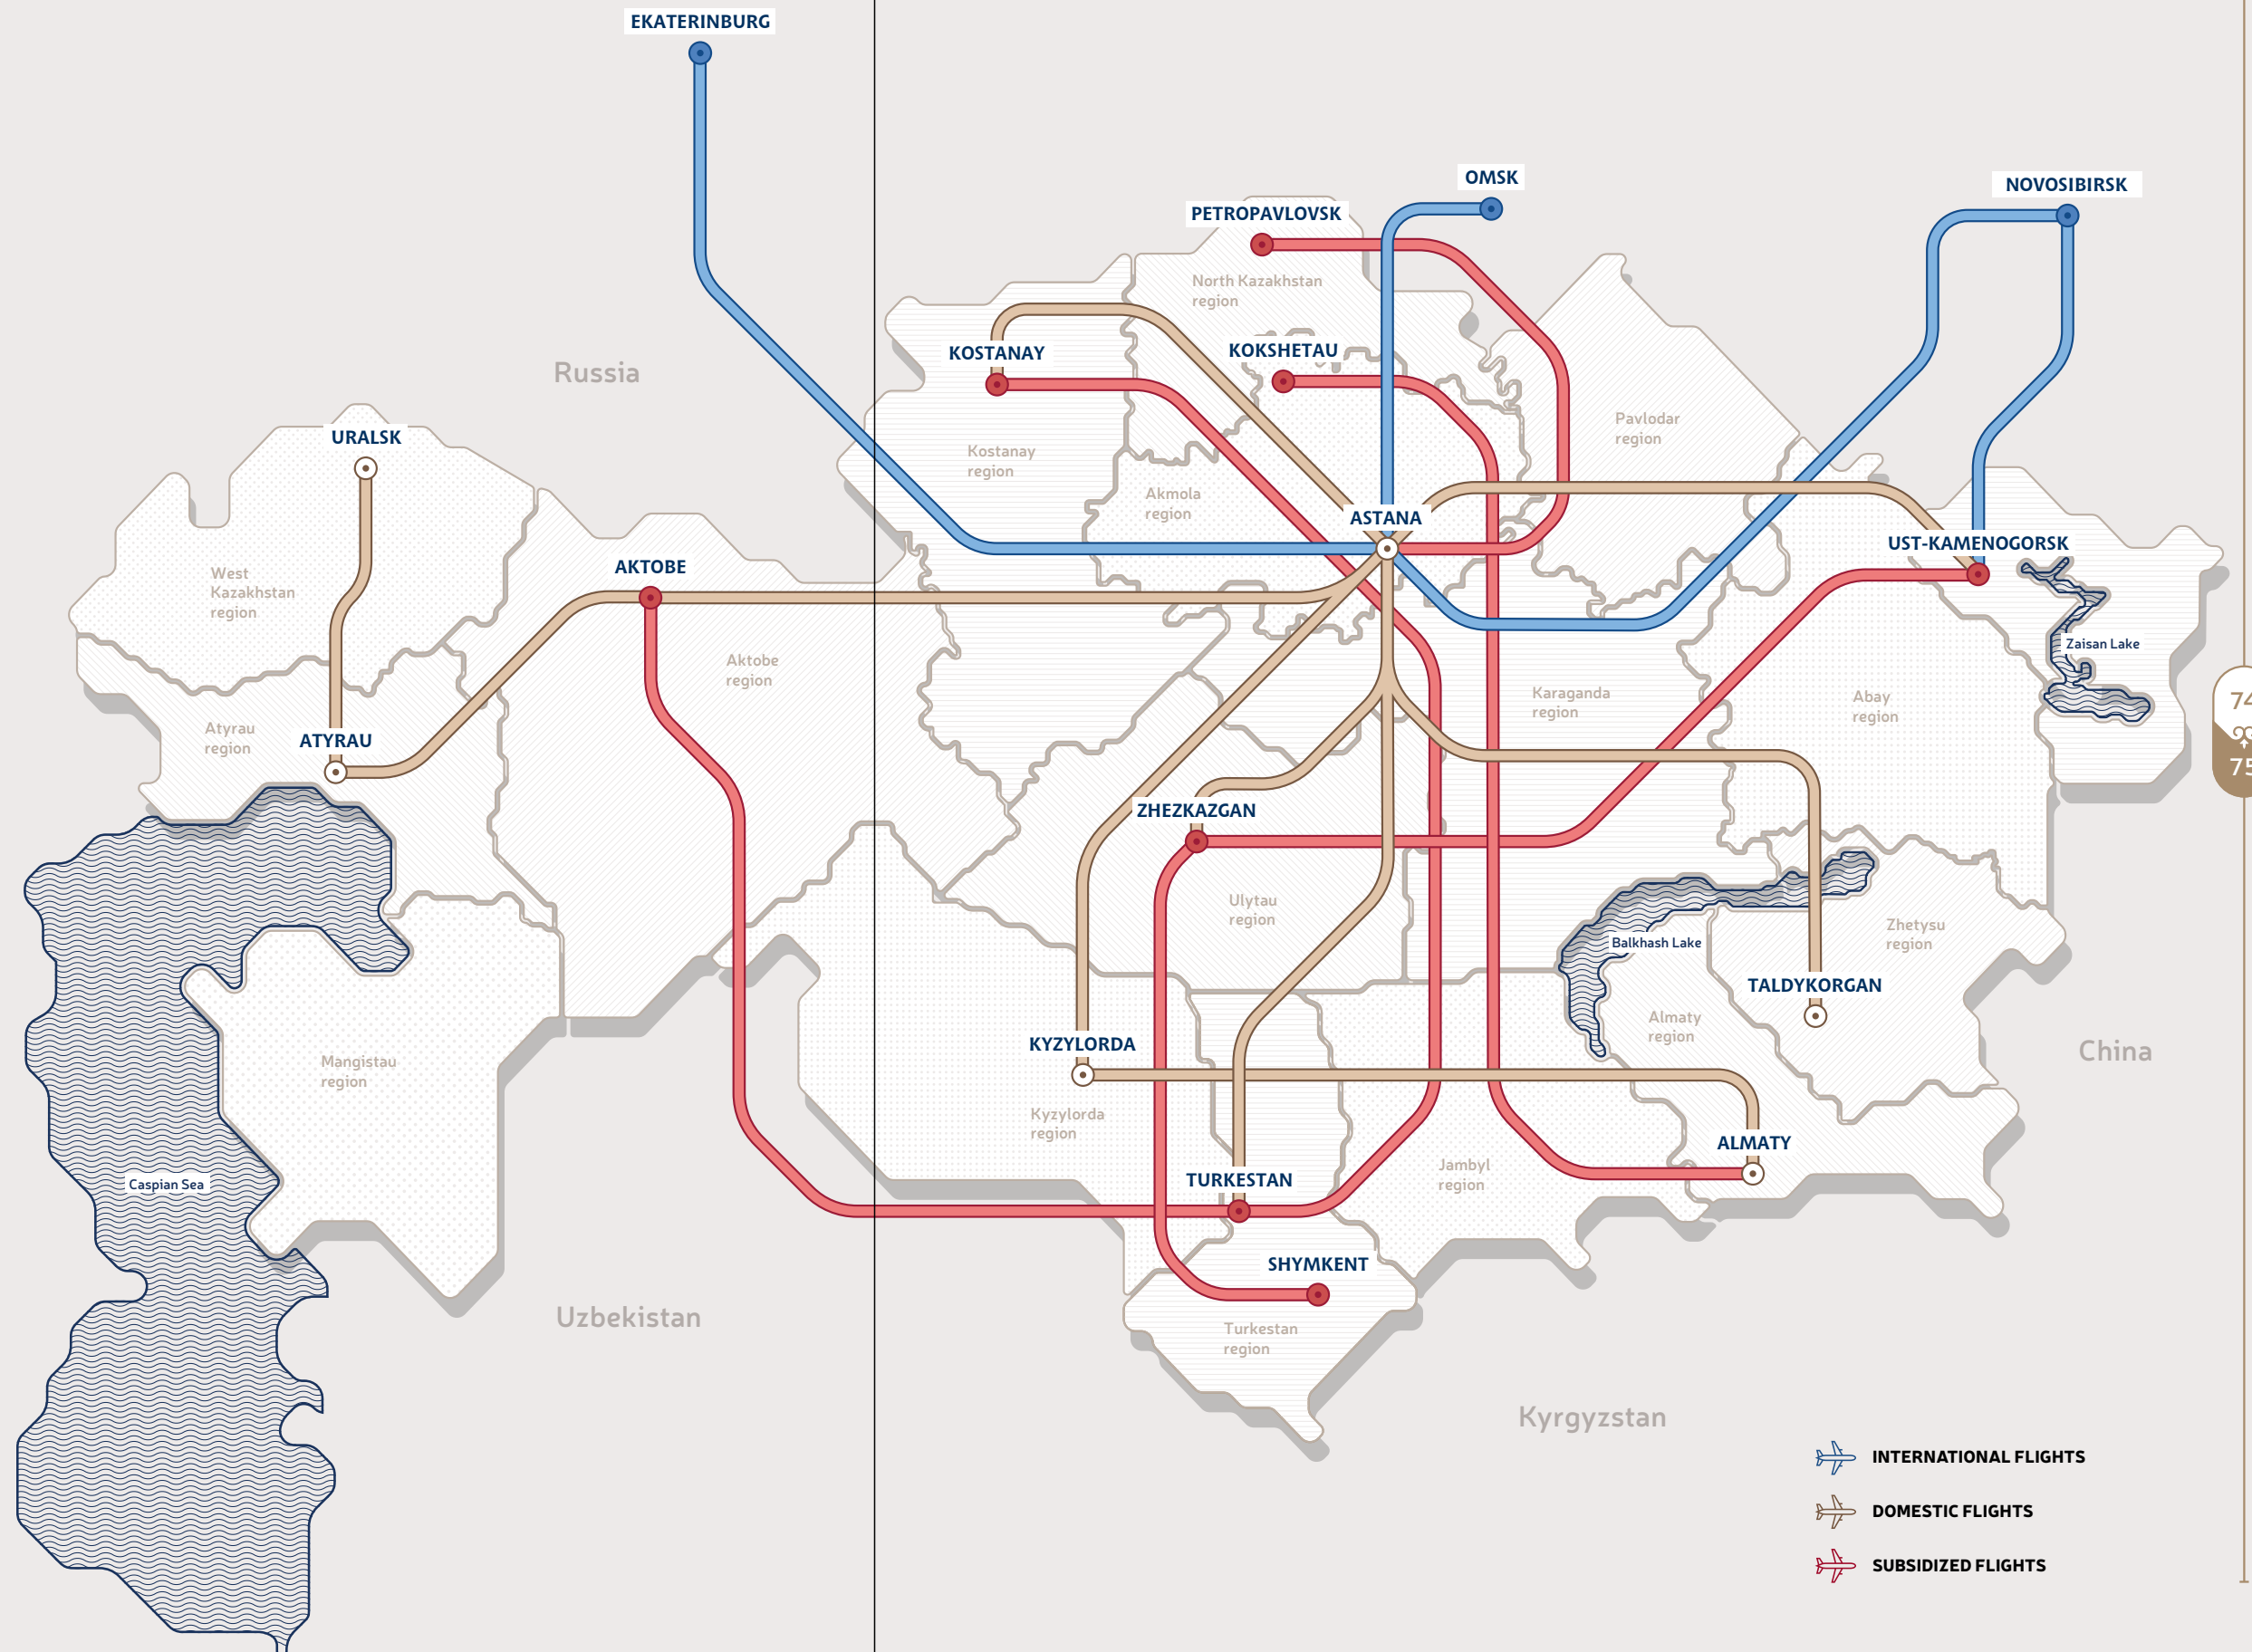 EKATERINBURG
OMSK
NOVOSIBIRSK
PETROPAVLOVSK
North Kazakhstan
region
KOSTANAY
KOKSHETAU
Russia
Pavlodar
region
URALSK
Kostanay
region
Akmola
region
ASTANA
UST-KAMENOGORSK
AKTOBE
West
Kazakhstan
region
Zaisan Lake
Aktobe
region
Karaganda
region
Abay
region
74
75
Atyrau
region
ATYRAU
ZHEZKAZGAN
Ulytau
region
Balkhash Lake
Zhetysu
region
TALDYKORGAN
Almaty
region
China
KYZYLORDA
Mangistau
region
Kyzylorda
region
ALMATY
Jambyl
region
Caspian Sea
TURKESTAN
SHYMKENT
Uzbekistan
Turkestan
region
Kyrgyzstan
INTERNATIONAL FLIGHTS
DOMESTIC FLIGHTS
SUBSIDIZED FLIGHTS